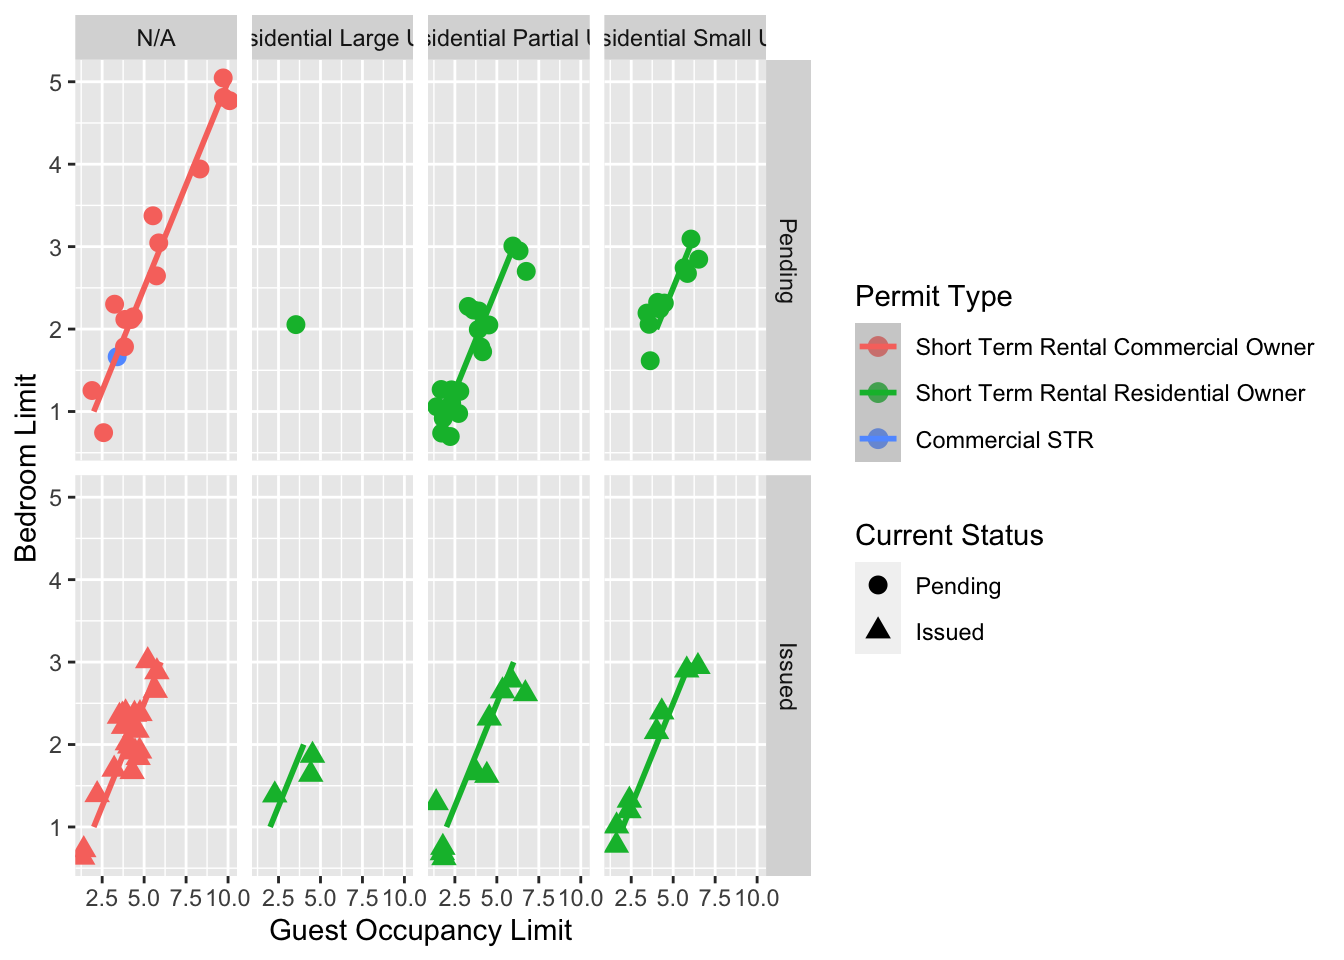 N/A
sidential Large U
sidential Partial U
sidential Small U
5
4
3
2
1
Pending
5
4
3
2
1
Issued
Bedroom Limit
2.5 5.0 7.5 10.0
2.5 5.0 7.5 10.0
2.5 5.0 7.5 10.0
2.5 5.0 7.5 10.0
Guest Occupancy Limit
Permit Type
Short Term Rental Commercial Owner
Short Term Rental Residential Owner
Commercial STR
Current Status
Pending
Issued